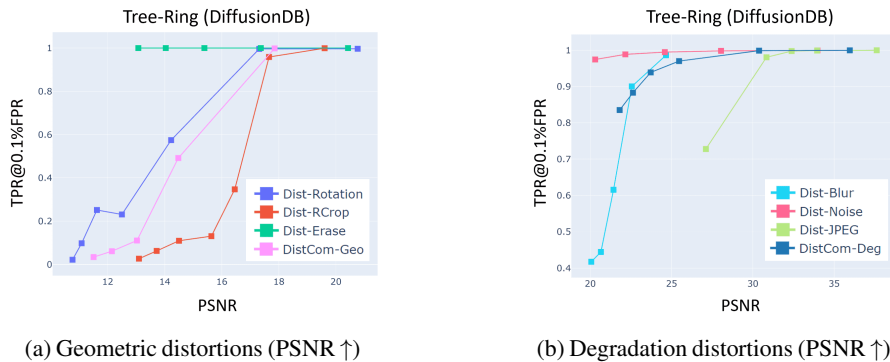 Tree-Ring (DiffusionDB)
TPR@0.1%FPR
1
0.8
0.6
0.4
0.2
0
12
14
16
18
20
PSNR
Dist-Rotation
Dist-RCrop
Dist-Erase
DistCom-Geo
(a) Geometric distortions (PSNR ↑)
Tree-Ring (DiffusionDB)
TPR@0.1%FPR
1
0.9
0.8
0.7
0.6
0.5
0.4
20
25
30
35
PSNR
Dist-Blur
Dist-Noise
Dist-JPEG
DistCom-Deg
(b) Degradation distortions (PSNR ↑)